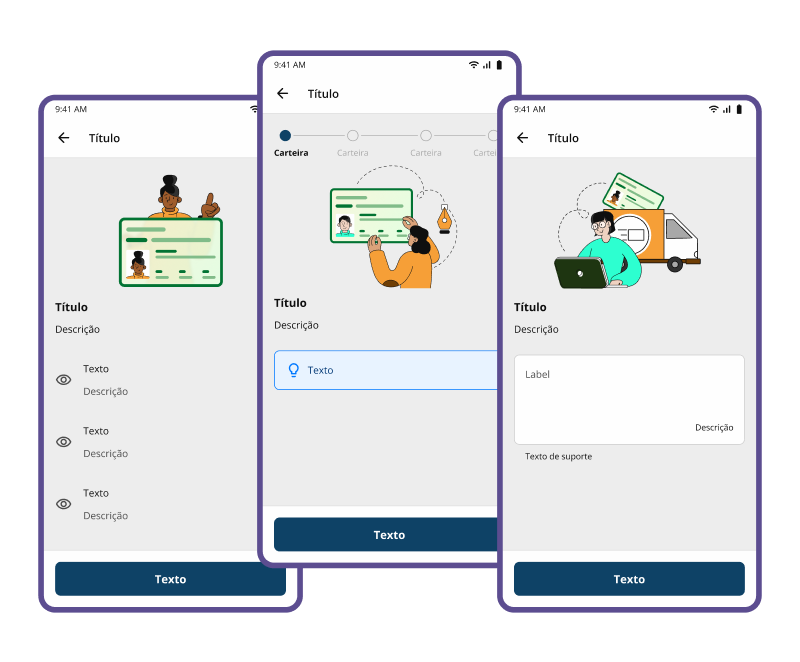 9:41 AM
Título
Título
Descrição
Texto
Descrição
Texto
Descrição
Texto
Descrição
Texto
9:41 AM
Título
Carteira
Carteira
Carteira
Cartei
Título
Descrição
Texto
Texto
9:41 AM
Título
Título
Descrição
Label
Descrição
Texto de suporte
Texto